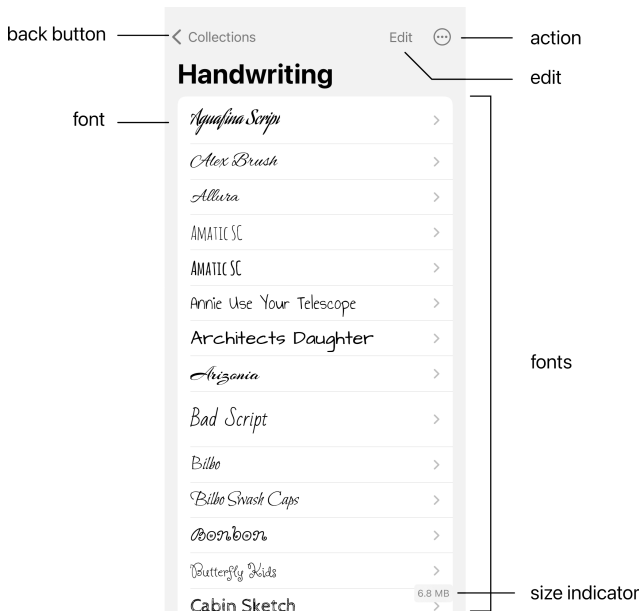 back button
Collections
Edit
action
Handwriting
edit
font
Aguafina Script
Alex Brush
Allura
Amatic SC
Amatic SC
Annie Use Your Telescope
Architects Daughter
Arizonia
fonts
Bad Script
Bilbo
Bilbo Swash Caps
Bonbon
Butterfly Kids
6.8 MB
size indicator
Cabin Sketch